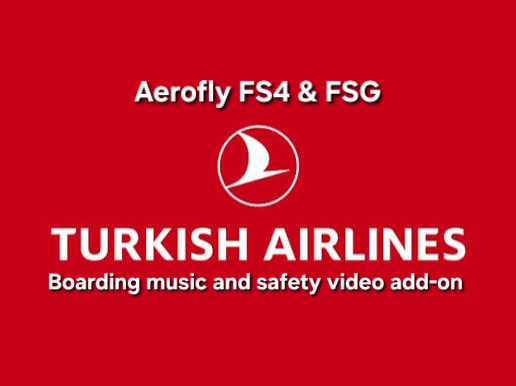 Aerofly FS4 & FSG
TURKISH AIRLINES
Boarding music and safety video add-on